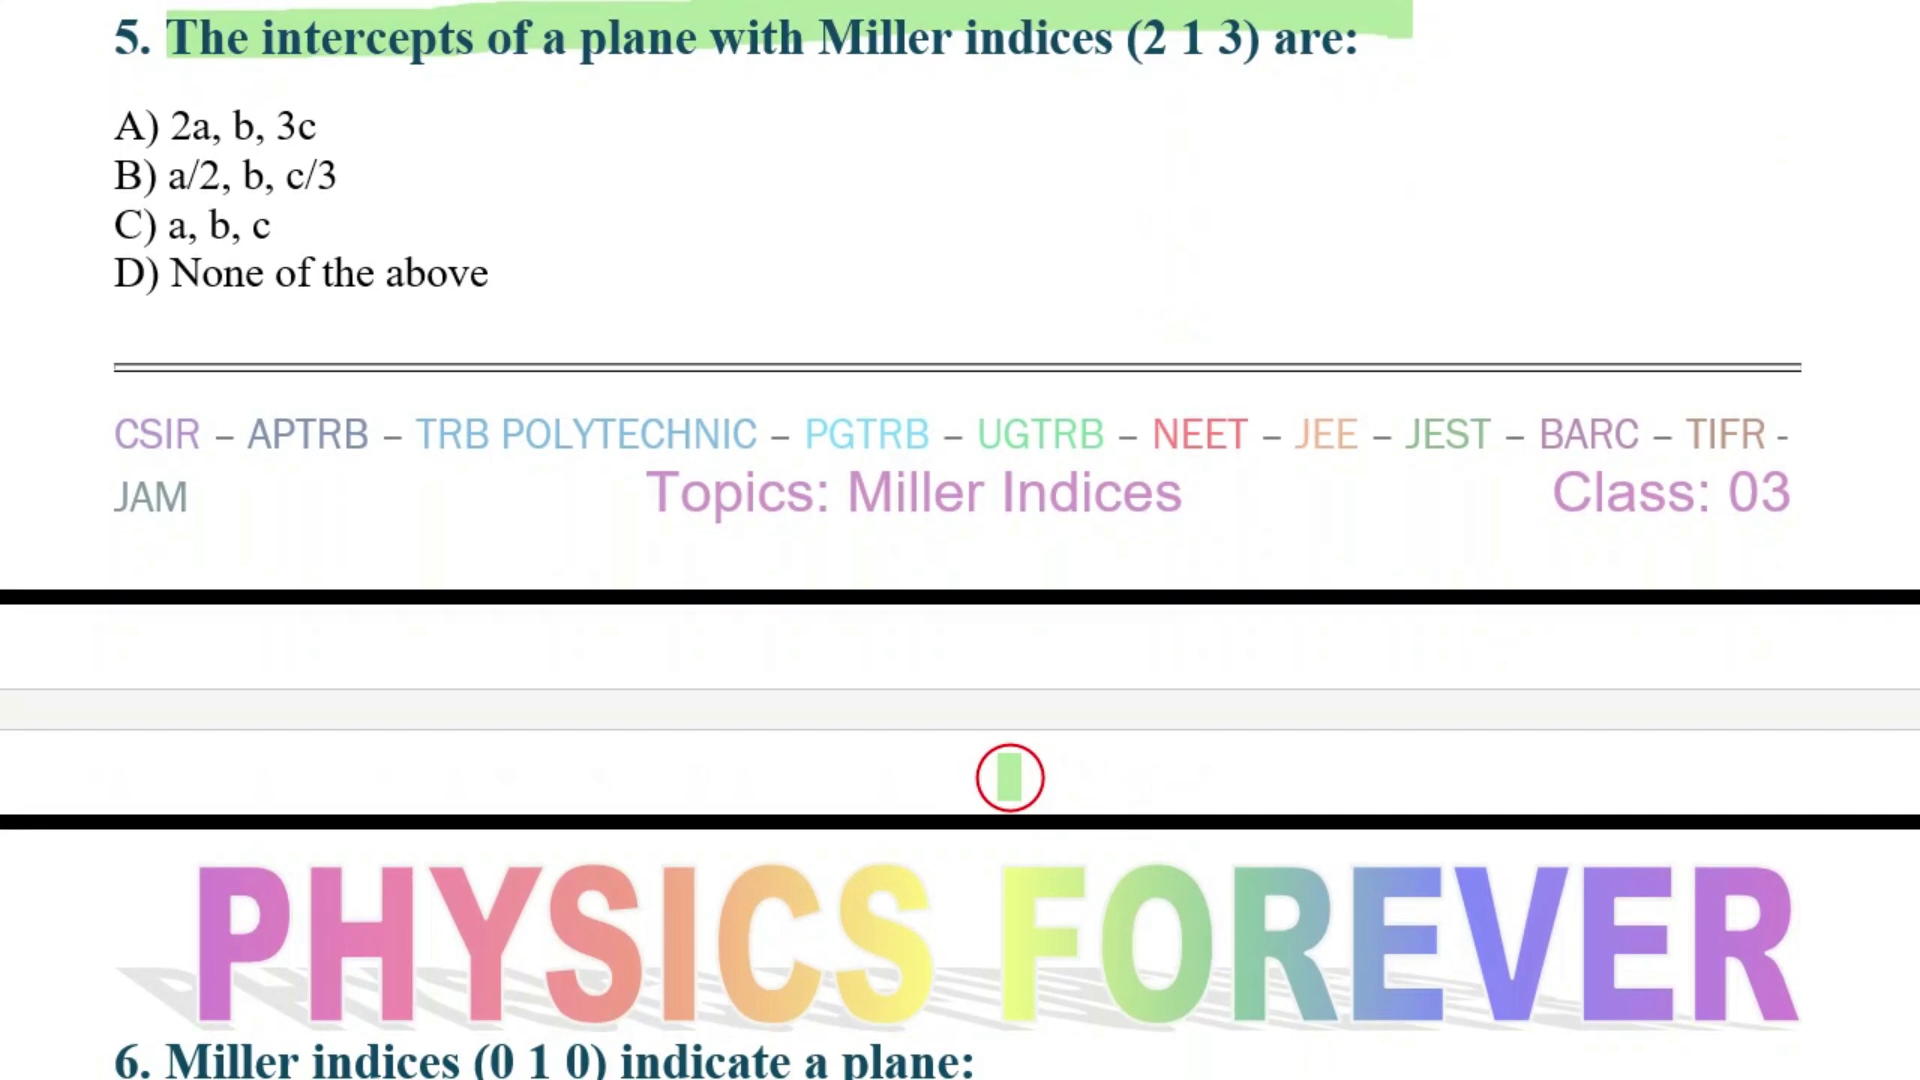 5. The intercepts of a plane with Miller indices (2 1 3) are:
A) 2a, b, 3c
B) a/2, b, c/3
C) a, b, c
D) None of the above
CSIR – APTRB – TRB POLYTECHNIC – PGTRB – UGTRB – NEET – JEE – JEST – BARC – TIFR -
JAM Topics: Miller Indices Class: 03
PHYSICS FOREVER
6. Miller indices (0 1 0) indicate a plane: